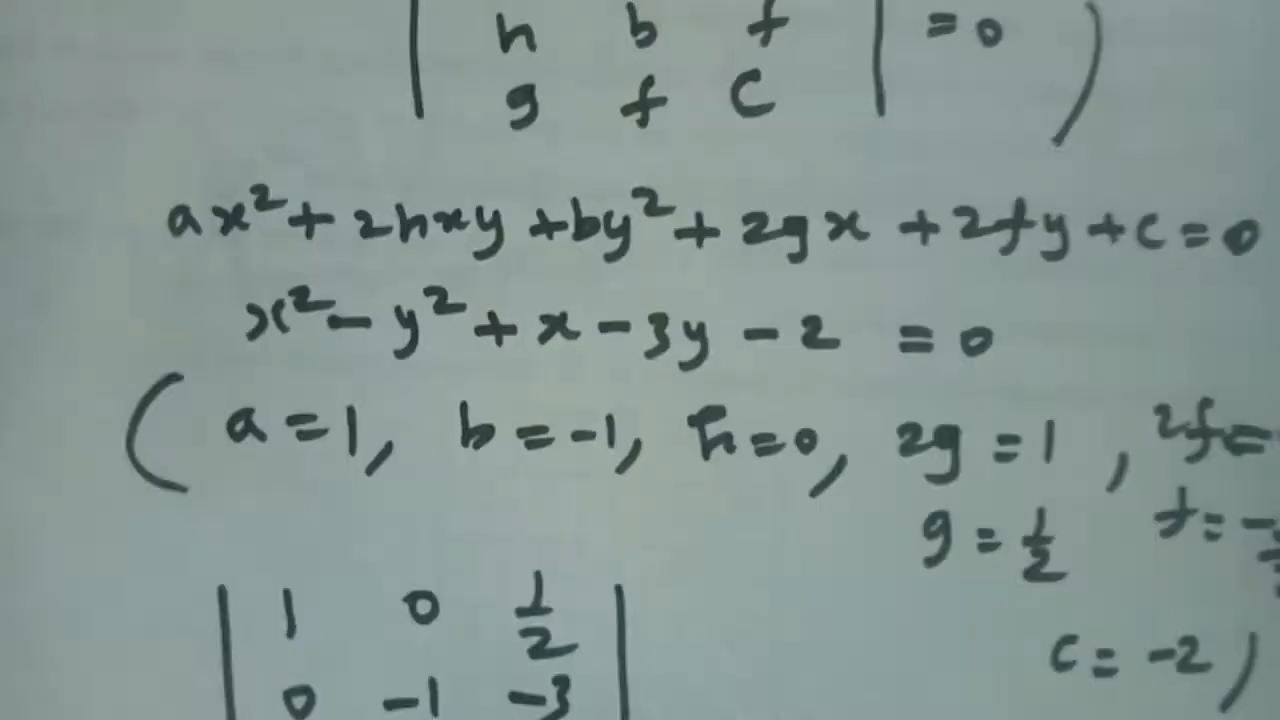 | h b f | = 0 )
| g f c |
ax² + 2hxy + by² + 2gx + 2fy + c = 0
x² - y² + x - 3y - 2 = 0
( a = 1, b = -1, h = 0, 2g = 1, 2f =
g = 1/2 f = -
| 1 0 1/2 |
c = -2 )
| 0 -1 -3 |